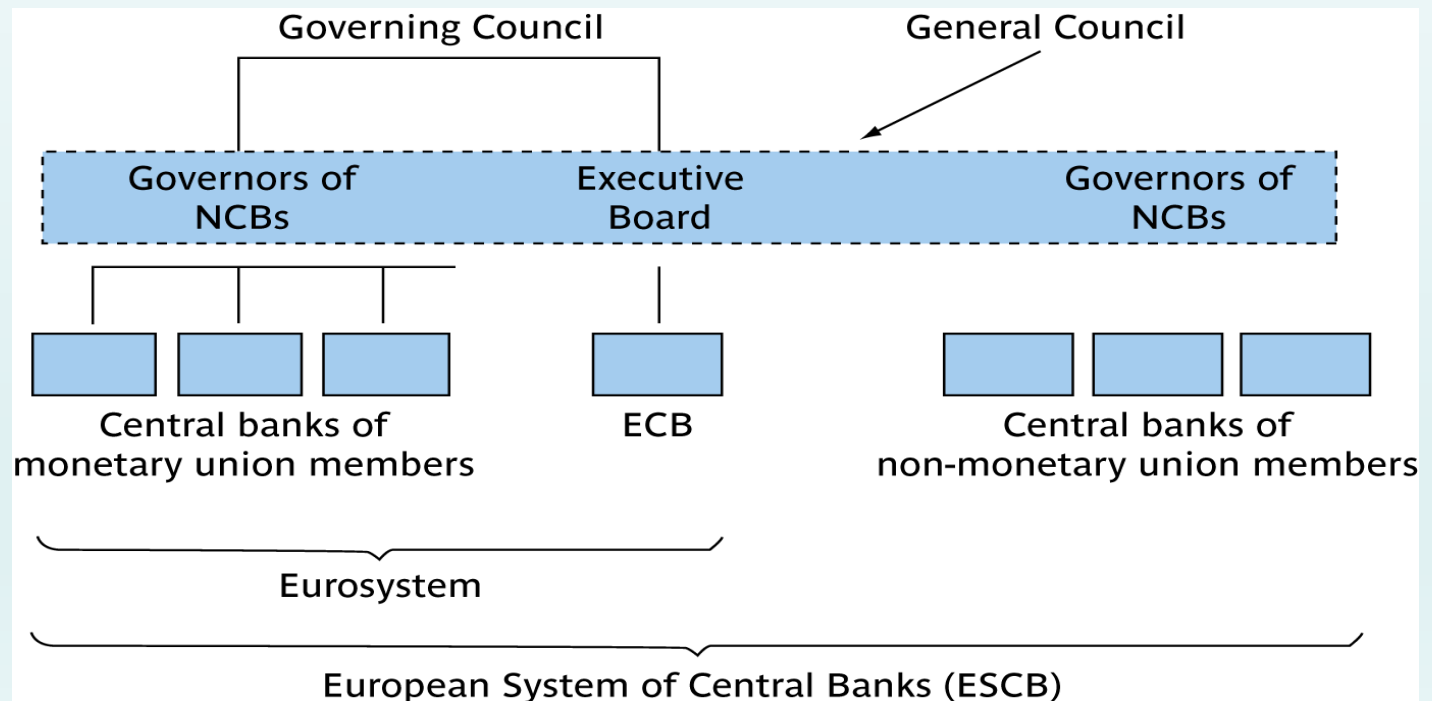 Governing Council
General Council
Governors of
NCBs
Executive
Board
Governors of
NCBs
Central banks of
monetary union members
ECB
Central banks of
non-monetary union members
Eurosystem
European System of Central Banks (ESCB)